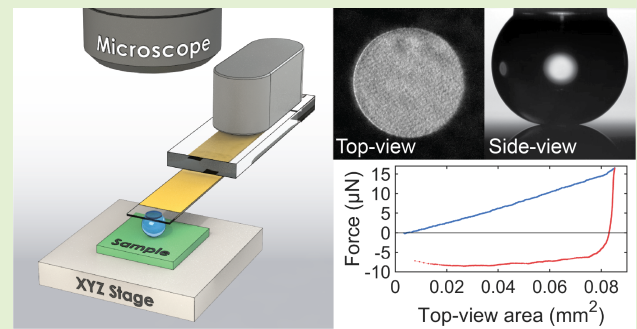 Microscope
Sample
XYZ Stage
Top-view
Side-view
Force (µN)
15
10
5
0
-5
-10
0
0.02
0.04
0.06
0.08
Top-view area (mm²)